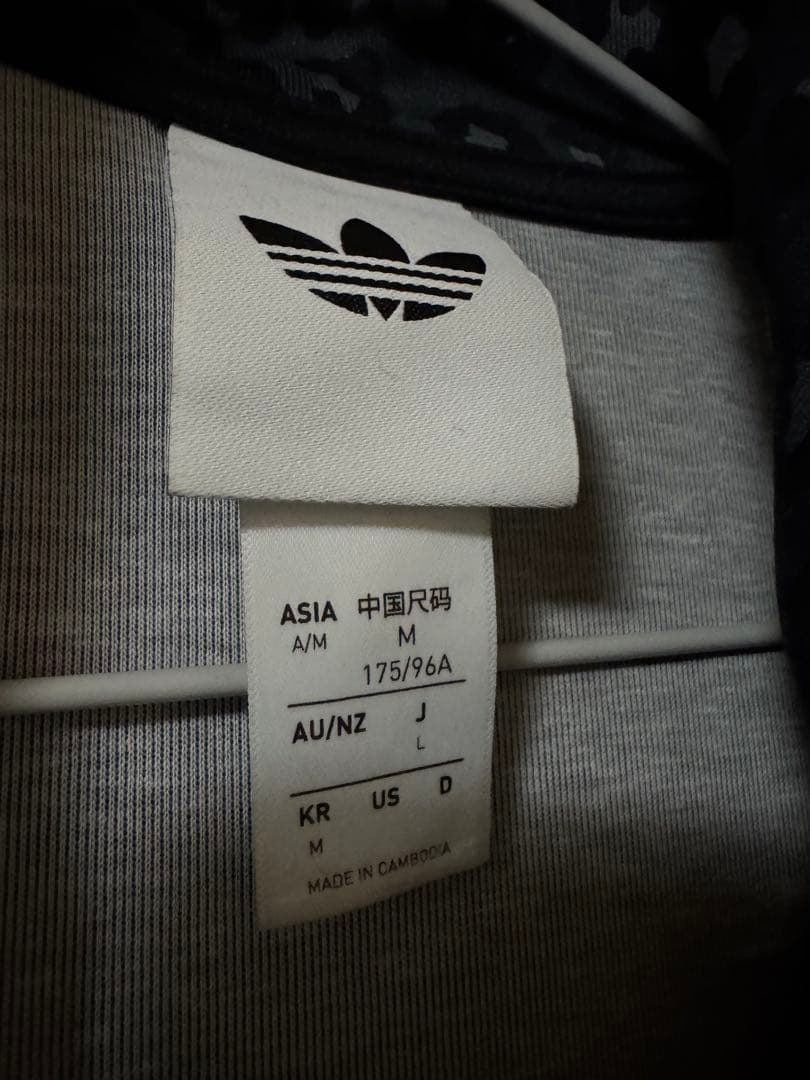 ASIA 中国尺码
A/M M
175/96A
AU/NZ J
L
KR US D
M
MADE IN CAMBODIA